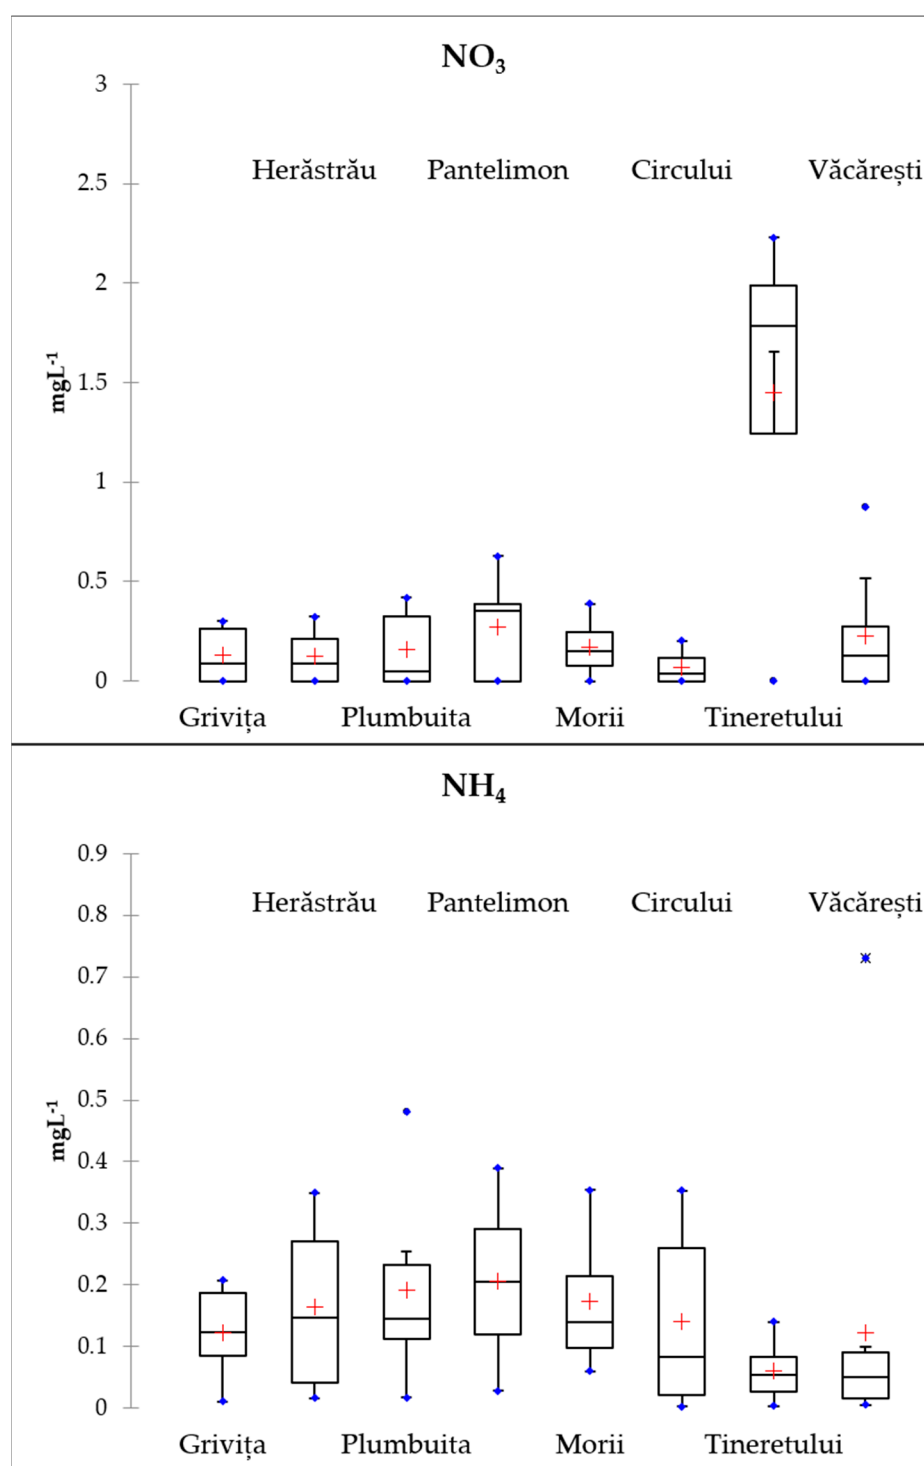 NO₃
3
Herăstrău Pantelimon Circului Văcărești
2.5
2
mgL⁻¹
1.5
1
0.5
0
Grivița Plumbuita Morii Tineretului
NH₄
0.9
Herăstrău Pantelimon Circului Văcărești
0.8
0.7
0.6
0.5
mgL⁻¹
0.4
0.3
0.2
0.1
0
Grivița Plumbuita Morii Tineretului